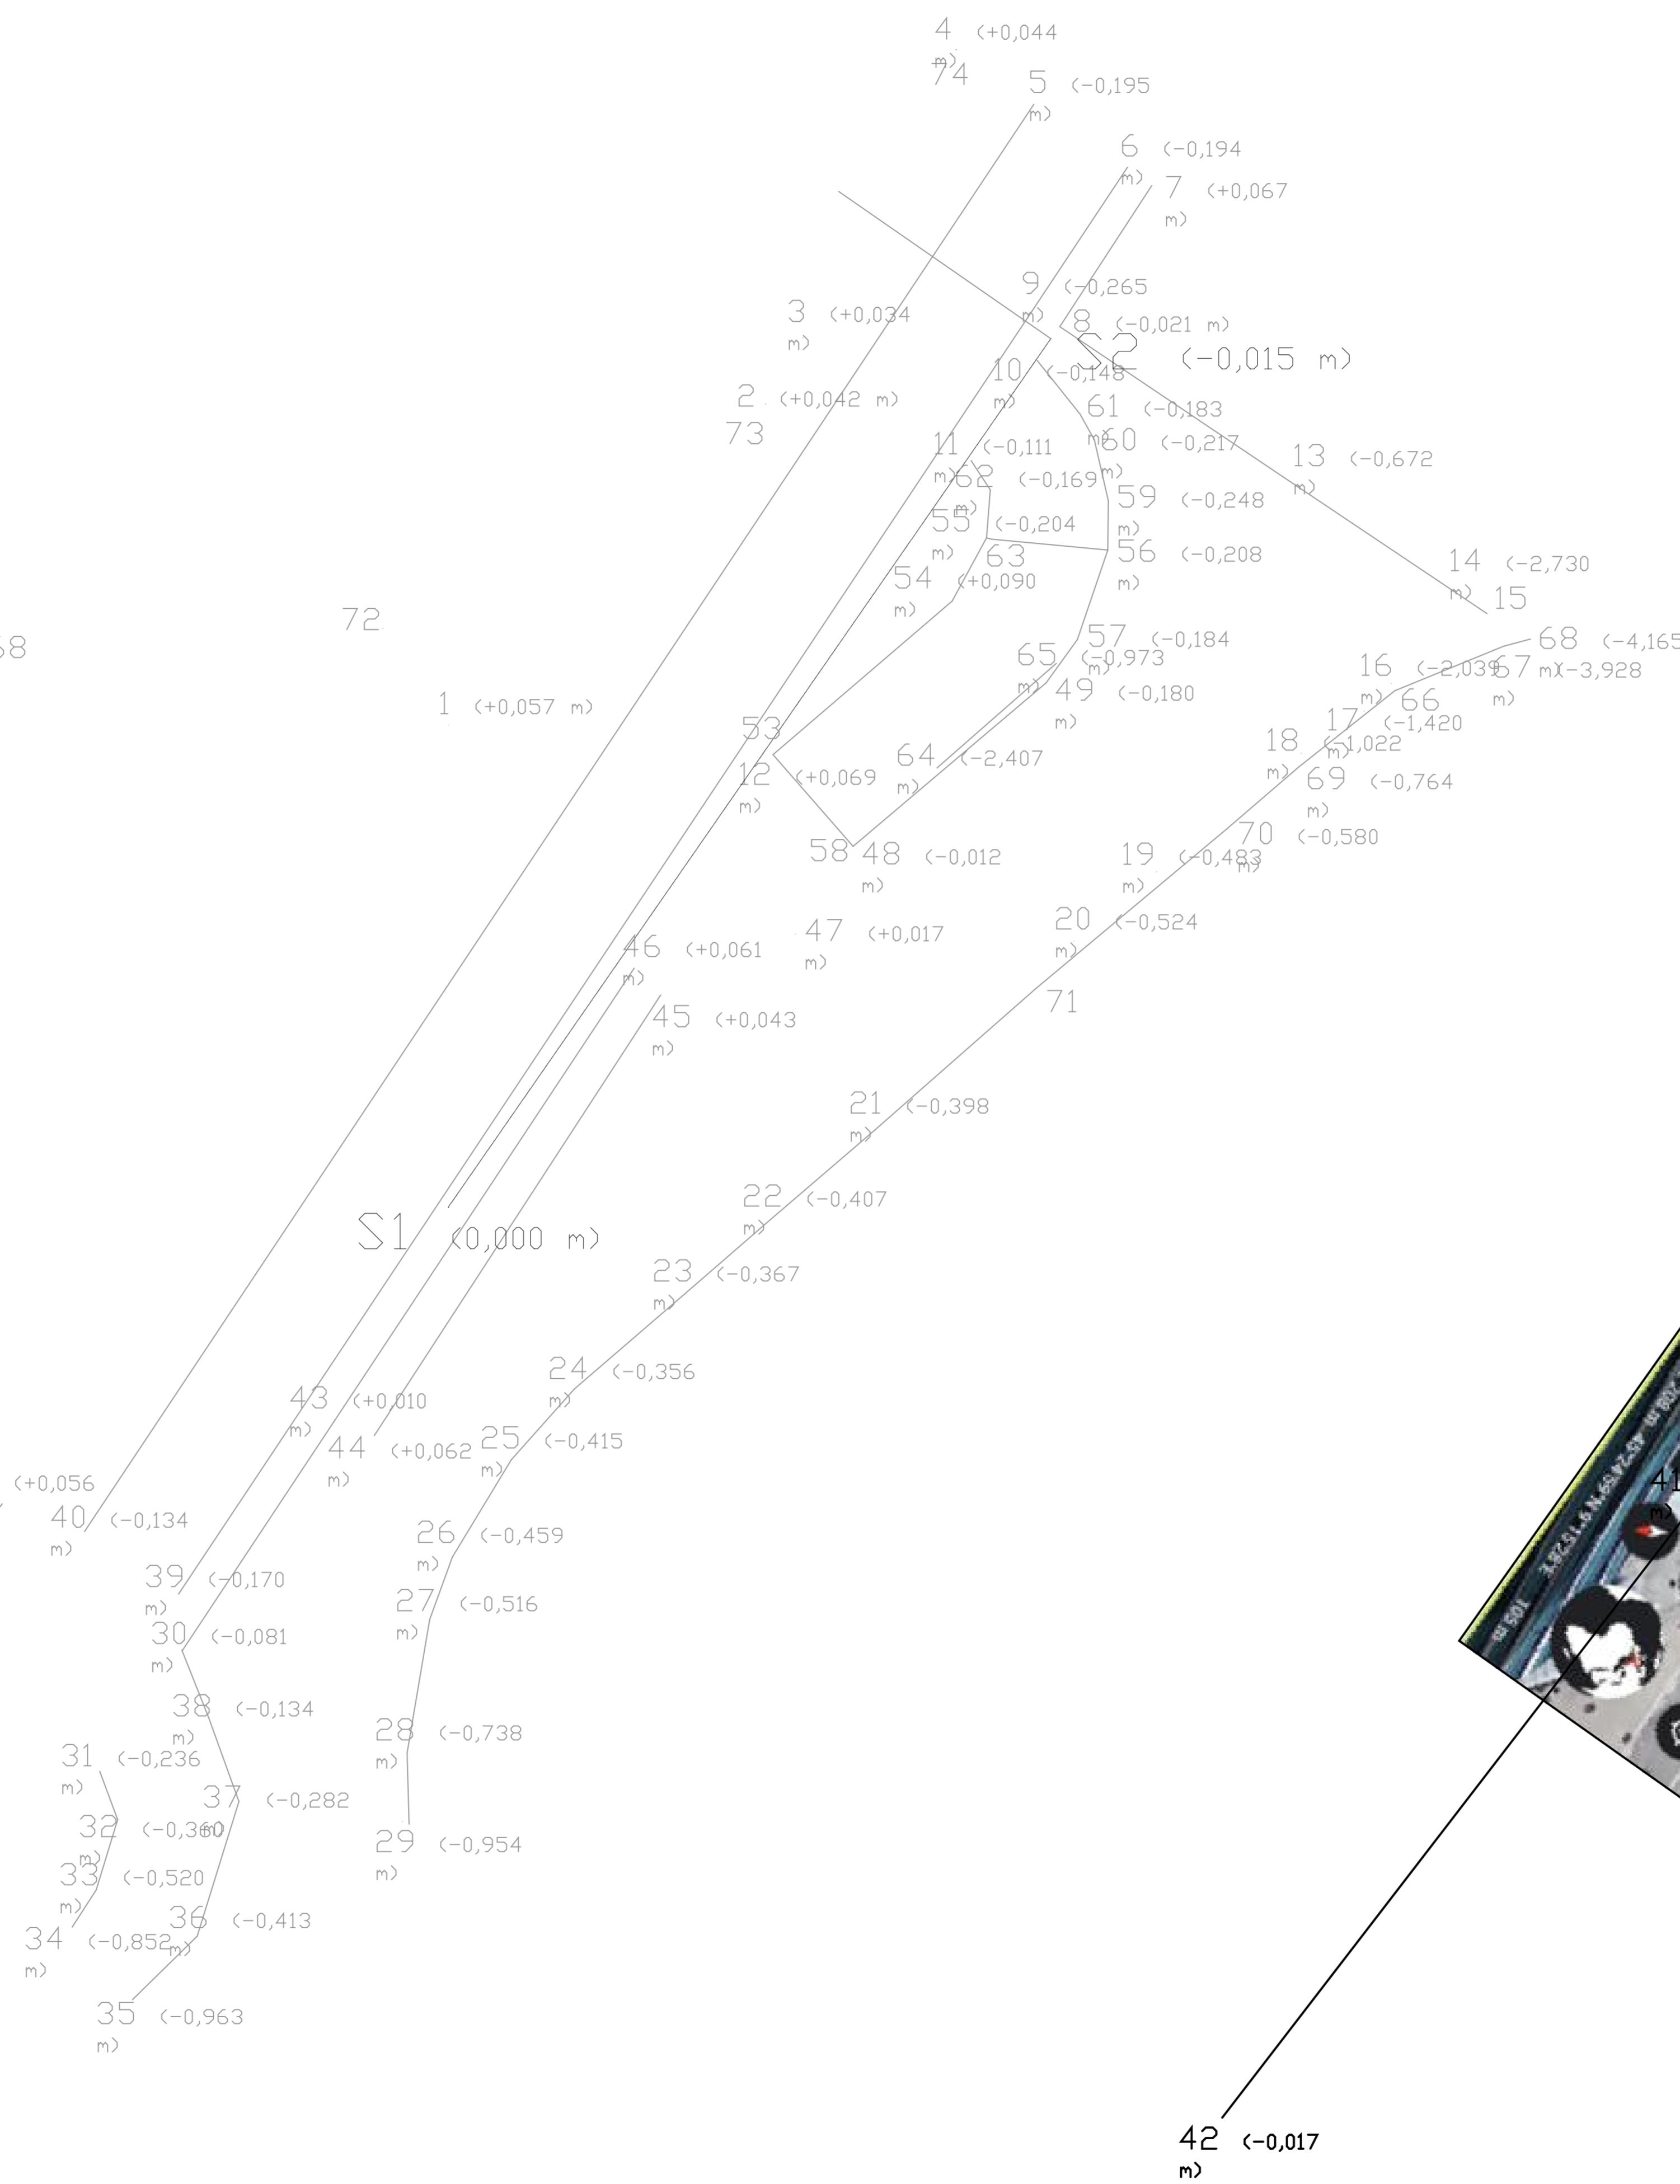 4 (+0,044
m)
74
5 (-0,195
m)
6 (-0,194
m)
7 (+0,067
m)
9 (-0,265
m)
3 (+0,034
m)
8 (-0,021 m)
S2 (-0,015 m)
10 (-0,148
m)
2 (+0,042 m)
73
61 (-0,183
m)
60 (-0,217
m)
11 (-0,111
m)
13 (-0,672
m)
62 (-0,169
m)
59 (-0,248
m)
55 (-0,204
m)
63
56 (-0,208
m)
14 (-2,730
m)
15
54 (+0,090
m)
72
68
57 (-0,184
m)
68 (-4,165
m)
65 (-0,973
m)
16 (-2,039
m)
67 (-3,928
m)
49 (-0,180
m)
66
1 (+0,057 m)
17 (-1,420
m)
53
18 (-1,022
m)
64 (-2,407
m)
12 (+0,069
m)
69 (-0,764
m)
70 (-0,580
m)
58
48 (-0,012
m)
19 (-0,483
m)
47 (+0,017
m)
20 (-0,524
m)
46 (+0,061
m)
71
45 (+0,043
m)
21 (-0,398
m)
22 (-0,407
m)
S1 (0,000 m)
23 (-0,367
m)
24 (-0,356
m)
43 (+0,010
m)
25 (-0,415
m)
44 (+0,062
m)
(+0,056
40 (-0,134
m)
41
m)
26 (-0,459
m)
39 (-0,170
m)
27 (-0,516
m)
105 m
30 (-0,081
m)
38 (-0,134
m)
28 (-0,738
m)
31 (-0,236
m)
37 (-0,282
m)
32 (-0,360
m)
29 (-0,954
m)
33 (-0,520
m)
36 (-0,413
m)
34 (-0,852
m)
35 (-0,963
m)
42 (-0,017
m)